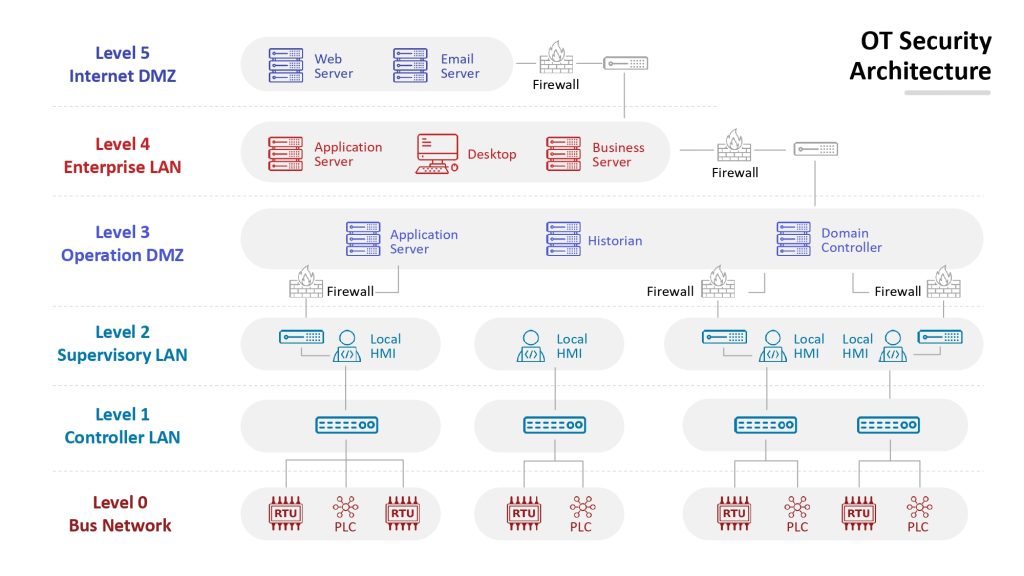 OT Security
Architecture
Level 5
Internet DMZ
Web
Server
Email
Server
Firewall
Level 4
Enterprise LAN
Application
Server
Desktop
Business
Server
Firewall
Level 3
Operation DMZ
Application
Server
Historian
Domain
Controller
Firewall
Firewall
Firewall
Level 2
Supervisory LAN
Local
HMI
Local
HMI
Local
HMI
Local
HMI
Level 1
Controller LAN
Level 0
Bus Network
RTU
PLC
RTU
RTU
PLC
RTU
PLC
RTU
PLC